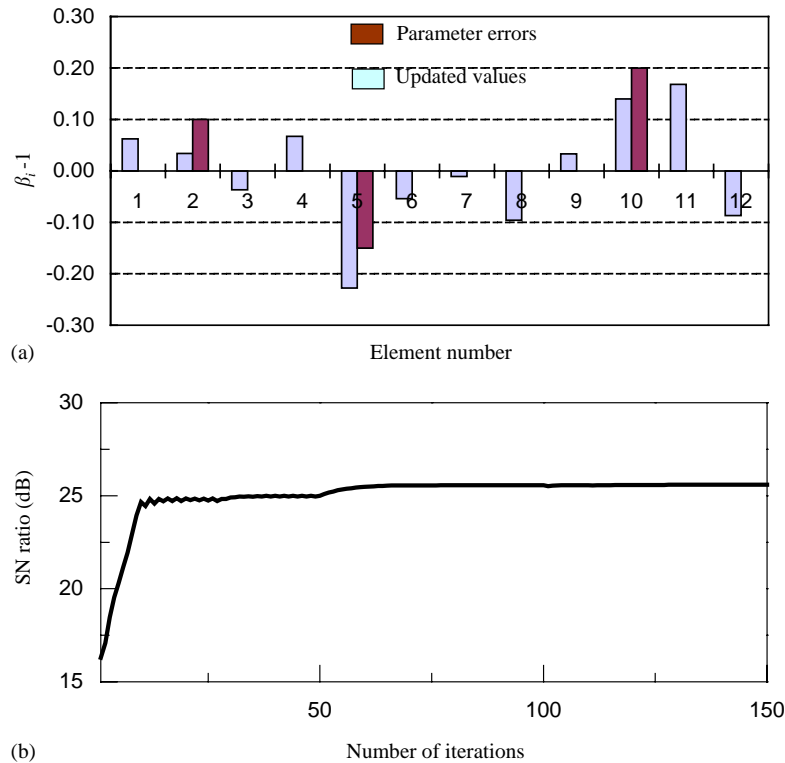 0.30
Parameter errors
0.20
Updated values
0.10
βi -1
0.00
1 2 3 4 5 6 7 8 9 10 11 12
-0.10
-0.20
-0.30
(a)
Element number
30
25
SN ratio (dB)
20
15
50 100 150
(b)
Number of iterations